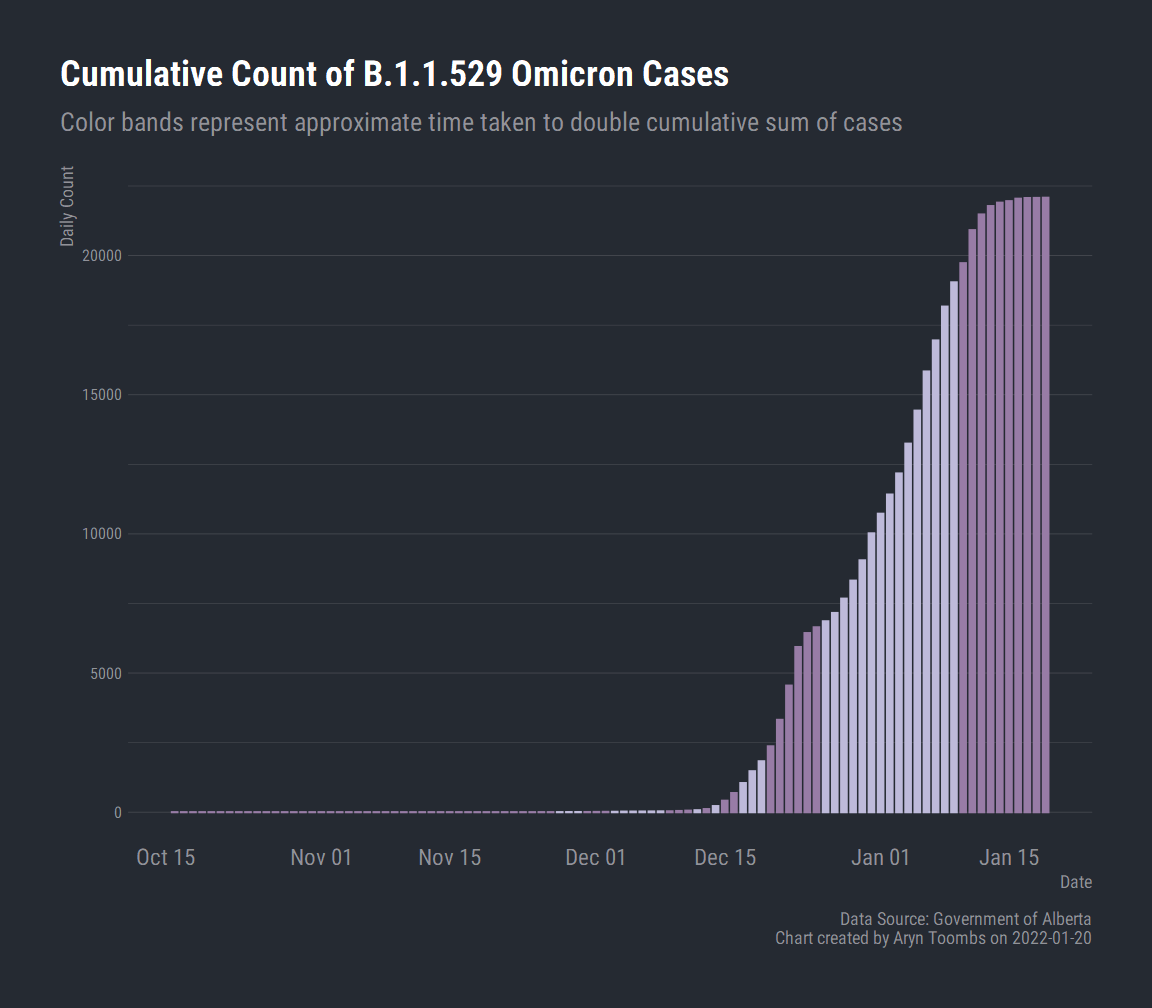 Cumulative Count of B.1.1.529 Omicron Cases
Color bands represent approximate time taken to double cumulative sum of cases
Daily Count
20000
15000
10000
5000
0
Oct 15 Nov 01 Nov 15 Dec 01 Dec 15 Jan 01 Jan 15
Date
Data Source: Government of Alberta
Chart created by Aryn Toombs on 2022-01-20